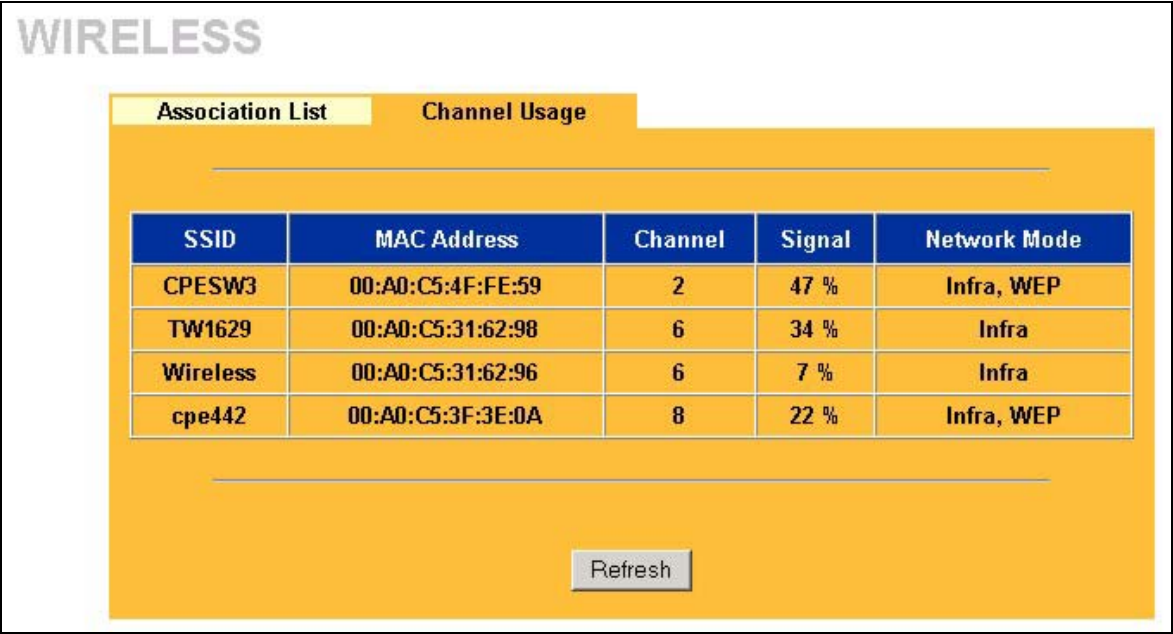 WIRELESS
Association List Channel Usage
SSID MAC Address Channel Signal Network Mode
CPESW3 00:A0:C5:4F:FE:59 2 47 % Infra, WEP
TW1629 00:A0:C5:31:62:98 6 34 % Infra
Wireless 00:A0:C5:31:62:96 6 7 % Infra
cpe442 00:A0:C5:3F:3E:0A 8 22 % Infra, WEP
Refresh